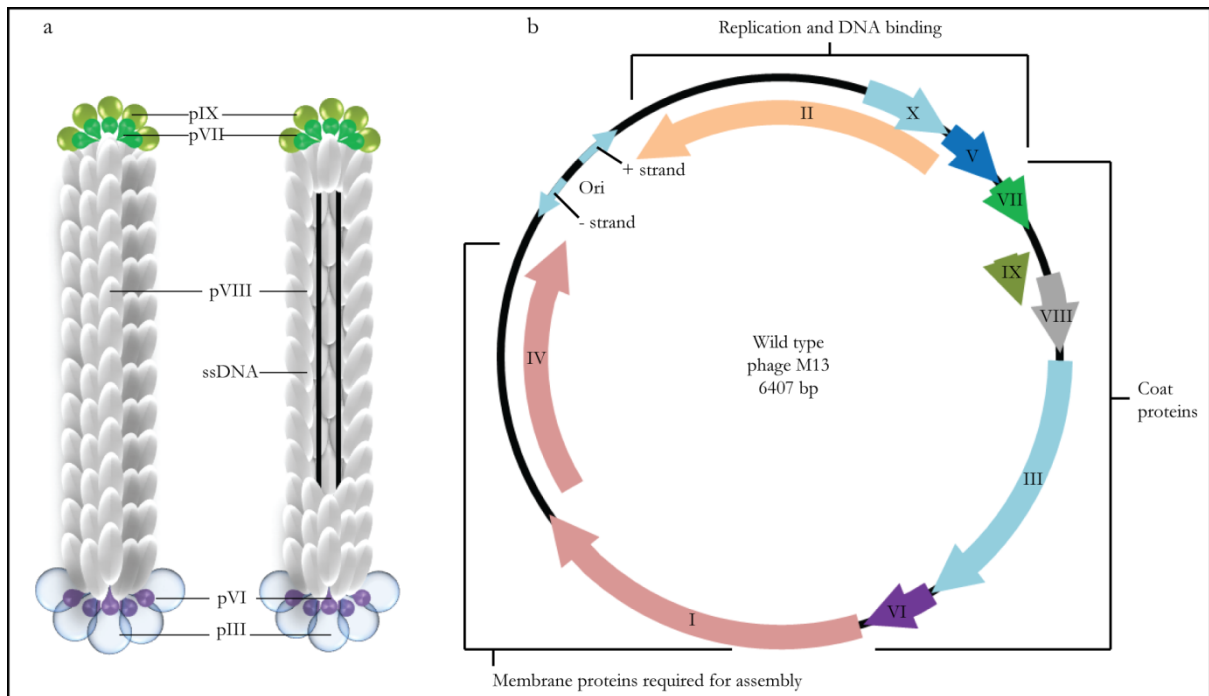 a
pIX
pVII
pVIII
ssDNA
pVI
pIII
b
Replication and DNA binding
X
II
V
+ strand
Ori
VII
- strand
IX
VIII
IV
Wild type
phage M13
6407 bp
Coat
proteins
III
VI
I
Membrane proteins required for assembly